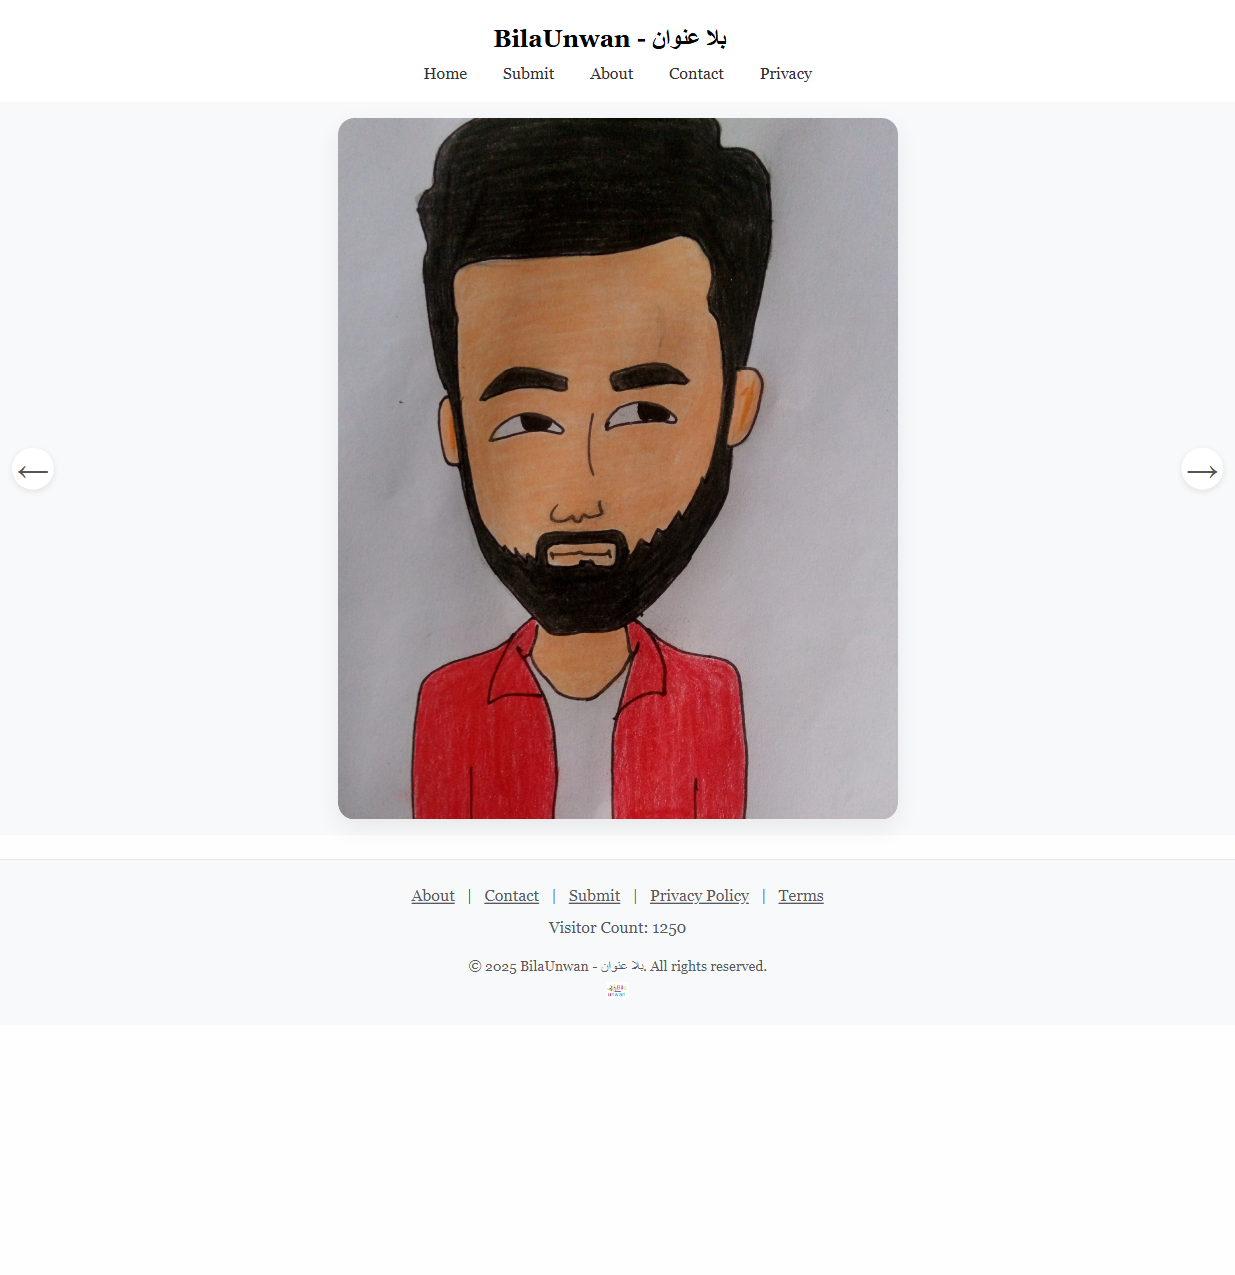 BilaUnwan - بلا عنوان
Home Submit About Contact Privacy
About | Contact | Submit | Privacy Policy | Terms
Visitor Count: 1250
© 2025 BilaUnwan - بلا عنوان. All rights reserved.